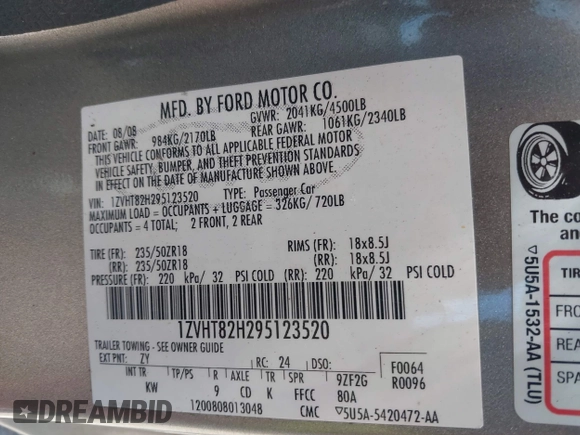 MFD. BY FORD MOTOR CO.
DATE: 08/08
GVWR: 2041KG/4500LB
FRONT GAWR: 984KG/2170LB
REAR GAWR: 1061KG/2340LB
THIS VEHICLE CONFORMS TO ALL APPLICABLE FEDERAL MOTOR
VEHICLE SAFETY, BUMPER, AND THEFT PREVENTION STANDARDS
IN EFFECT ON THE DATE OF MANUFACTURE SHOWN ABOVE.
VIN: 1ZVHT82H295123520 TYPE: Passenger Car
MAXIMUM LOAD = OCCUPANTS + LUGGAGE = 326KG/720LB
OCCUPANTS = 4 TOTAL; 2 FRONT, 2 REAR
TIRE (FR): 235/50ZR18 RIMS (FR): 18x8.5J
(RR): 235/50ZR18 (RR): 18x8.5J
PRESSURE (FR): 220 kPa/ 32 PSI COLD (RR): 220 kPa/ 32 PSI COLD
1ZVHT82H295123520
TRAILER TOWING - SEE OWNER GUIDE
EXT PNT: ZY RC: 24 DSO: F0064
INT TR TP/PS R AXLE TR SPR 9ZF2G R0096
KW 9 CD K FFCC 80A
1200808013048 CMC ▽5U5A-5420472-AA
▽5U5A-1532-AA (TLU)
The co
an
TIR
FRO
REA
SPA
DREAMBID